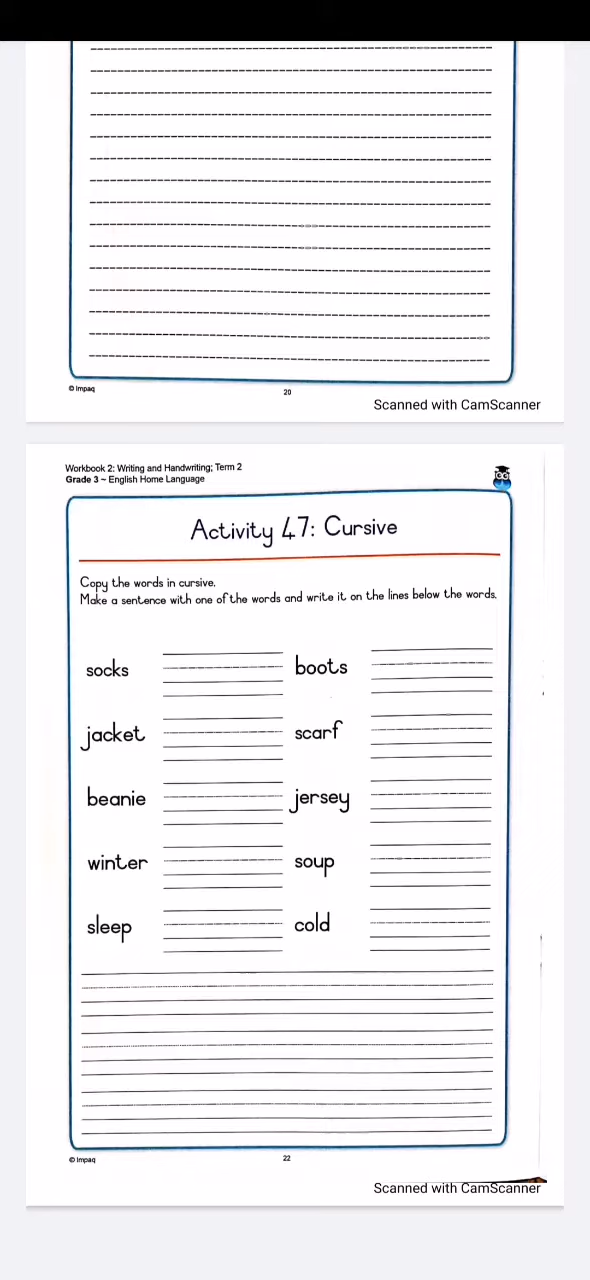 © Impaq
20
Scanned with CamScanner
Workbook 2: Writing and Handwriting; Term 2
Grade 3 ~ English Home Language
Activity 47: Cursive
Copy the words in cursive.
Make a sentence with one of the words and write it on the lines below the words.
socks boots
jacket scarf
beanie jersey
winter soup
sleep cold
© Impaq
22
Scanned with CamScanner